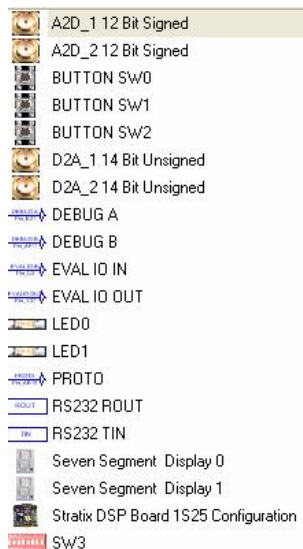 A2D_1 12 Bit Signed
A2D_2 12 Bit Signed
BUTTON SW0
BUTTON SW1
BUTTON SW2
D2A_1 14 Bit Unsigned
D2A_2 14 Bit Unsigned
DEBUG A
DEBUG B
EVAL IO IN
EVAL IO OUT
LED0
LED1
PROTO
ROUT RS232 ROUT
TIN RS232 TIN
Seven Segment Display 0
Seven Segment Display 1
Stratix DSP Board 1S25 Configuration
SW3